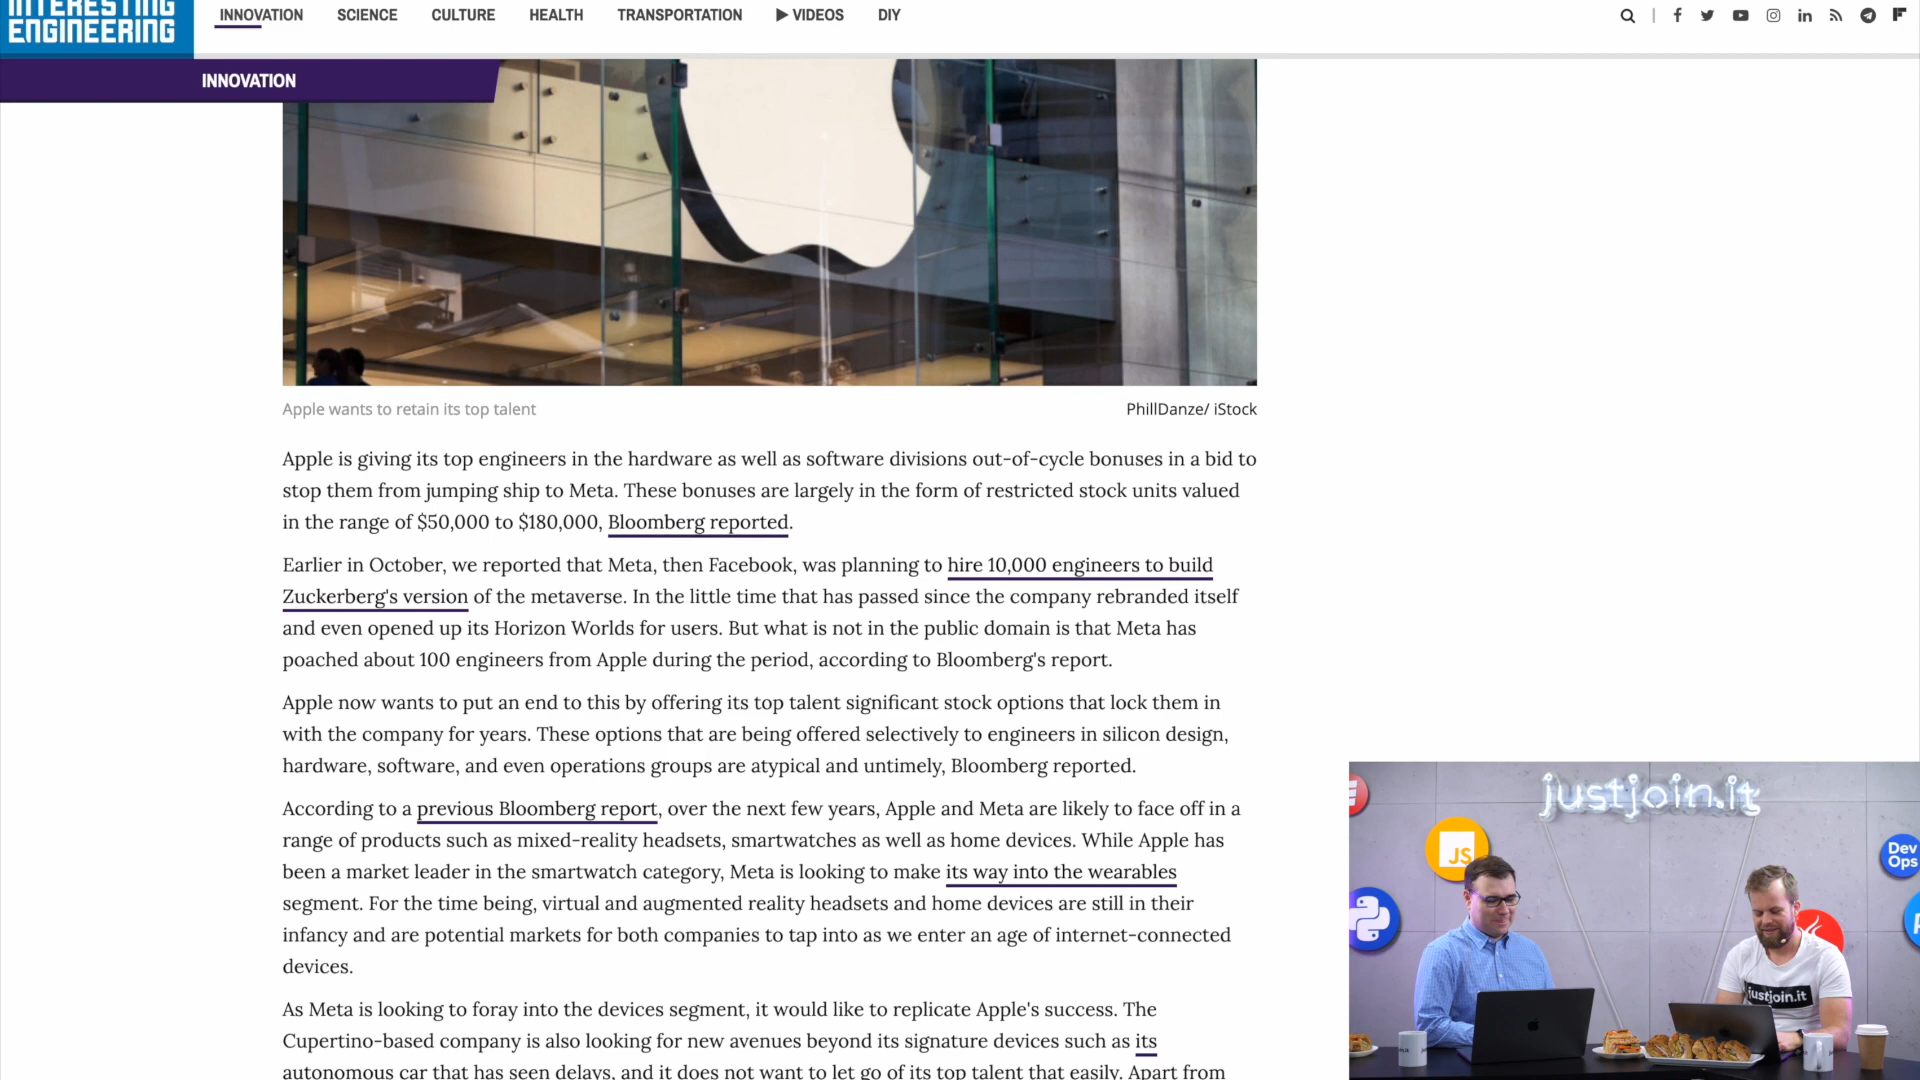 INTERESTING
ENGINEERING
INNOVATION
SCIENCE
CULTURE
HEALTH
TRANSPORTATION
VIDEOS
DIY
INNOVATION
Apple wants to retain its top talent
PhillDanze/ iStock
Apple is giving its top engineers in the hardware as well as software divisions out-of-cycle bonuses in a bid to
stop them from jumping ship to Meta. These bonuses are largely in the form of restricted stock units valued
in the range of $50,000 to $180,000, Bloomberg reported.
Earlier in October, we reported that Meta, then Facebook, was planning to hire 10,000 engineers to build
Zuckerberg's version of the metaverse. In the little time that has passed since the company rebranded itself
and even opened up its Horizon Worlds for users. But what is not in the public domain is that Meta has
poached about 100 engineers from Apple during the period, according to Bloomberg's report.
Apple now wants to put an end to this by offering its top talent significant stock options that lock them in
with the company for years. These options that are being offered selectively to engineers in silicon design,
hardware, software, and even operations groups are atypical and untimely, Bloomberg reported.
According to a previous Bloomberg report, over the next few years, Apple and Meta are likely to face off in a
range of products such as mixed-reality headsets, smartwatches as well as home devices. While Apple has
been a market leader in the smartwatch category, Meta is looking to make its way into the wearables
segment. For the time being, virtual and augmented reality headsets and home devices are still in their
infancy and are potential markets for both companies to tap into as we enter an age of internet-connected
devices.
As Meta is looking to foray into the devices segment, it would like to replicate Apple's success. The
Cupertino-based company is also looking for new avenues beyond its signature devices such as its
autonomous car that has seen delays, and it does not want to let go of its top talent that easily. Apart from
justjoin.it
JS
Dev
Ops
justjoin.it